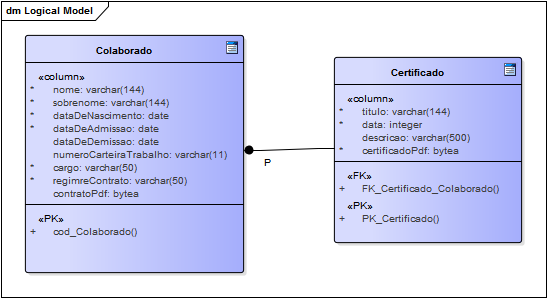 dm Logical Model
Colaborado
«column»
* nome: varchar(144)
* sobrenome: varchar(144)
* dataDeNascimento: date
* dataDeAdmissao: date
dataDeDemissao: date
numeroCarteiraTrabalho: varchar(11)
* cargo: varchar(50)
* regimreContrato: varchar(50)
contratoPdf: bytea
«PK»
+ cod_Colaborado()
P
Certificado
«column»
* titulo: varchar(144)
* data: integer
descricao: varchar(500)
* certificadoPdf: bytea
«FK»
+ FK_Certificado_Colaborado()
«PK»
+ PK_Certificado()